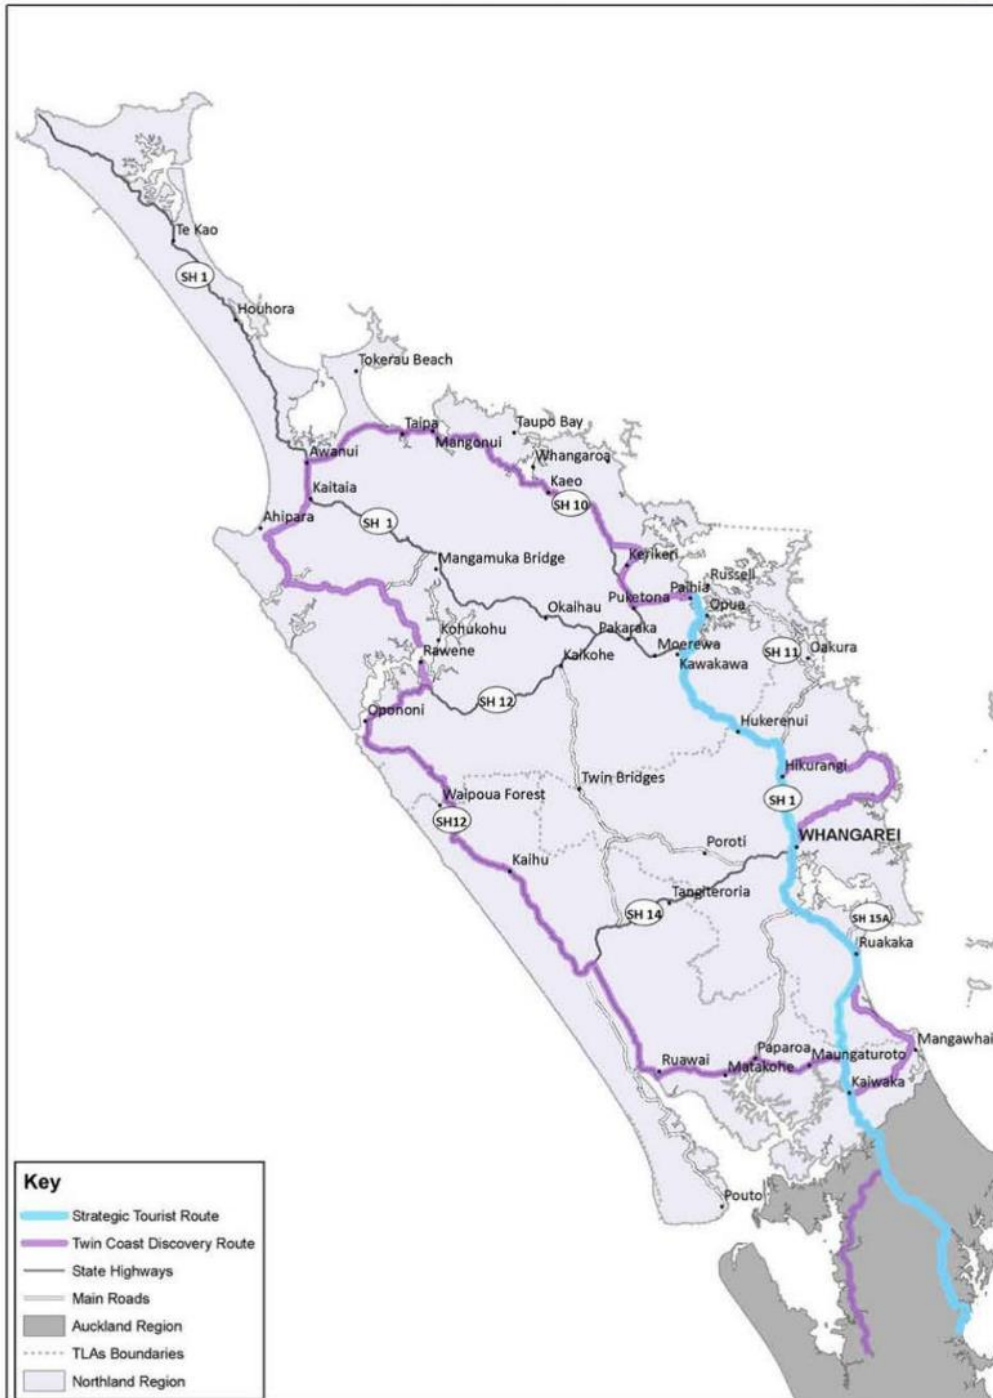 Te Kao
SH 1
Houhora
Tokerau Beach
Taipa
Taupo Bay
Mangonui
Awanui
Whangaroa
Kaitaia
Kaeo
SH 10
Ahipara
SH 1
Mangamuka Bridge
Kerikeri
Russell
Paihia
Puketona
Opua
Okaihau
Kohukohu
Pakaraka
Moerewa
SH 11
Oakura
Rawene
Kaikohe
Kawakawa
SH 12
Opononi
Hukerenui
Twin Bridges
Hikurangi
Waipoua Forest
SH 1
SH12
WHANGAREI
Poroti
Kaihu
Tangiteroria
SH 14
SH 15A
Ruakaka
Mangawhai
Paparoa
Maungaturoto
Ruawai
Matakohe
Kaiwaka
Pouto
Key
Strategic Tourist Route
Twin Coast Discovery Route
State Highways
Main Roads
Auckland Region
TLAs Boundaries
Northland Region